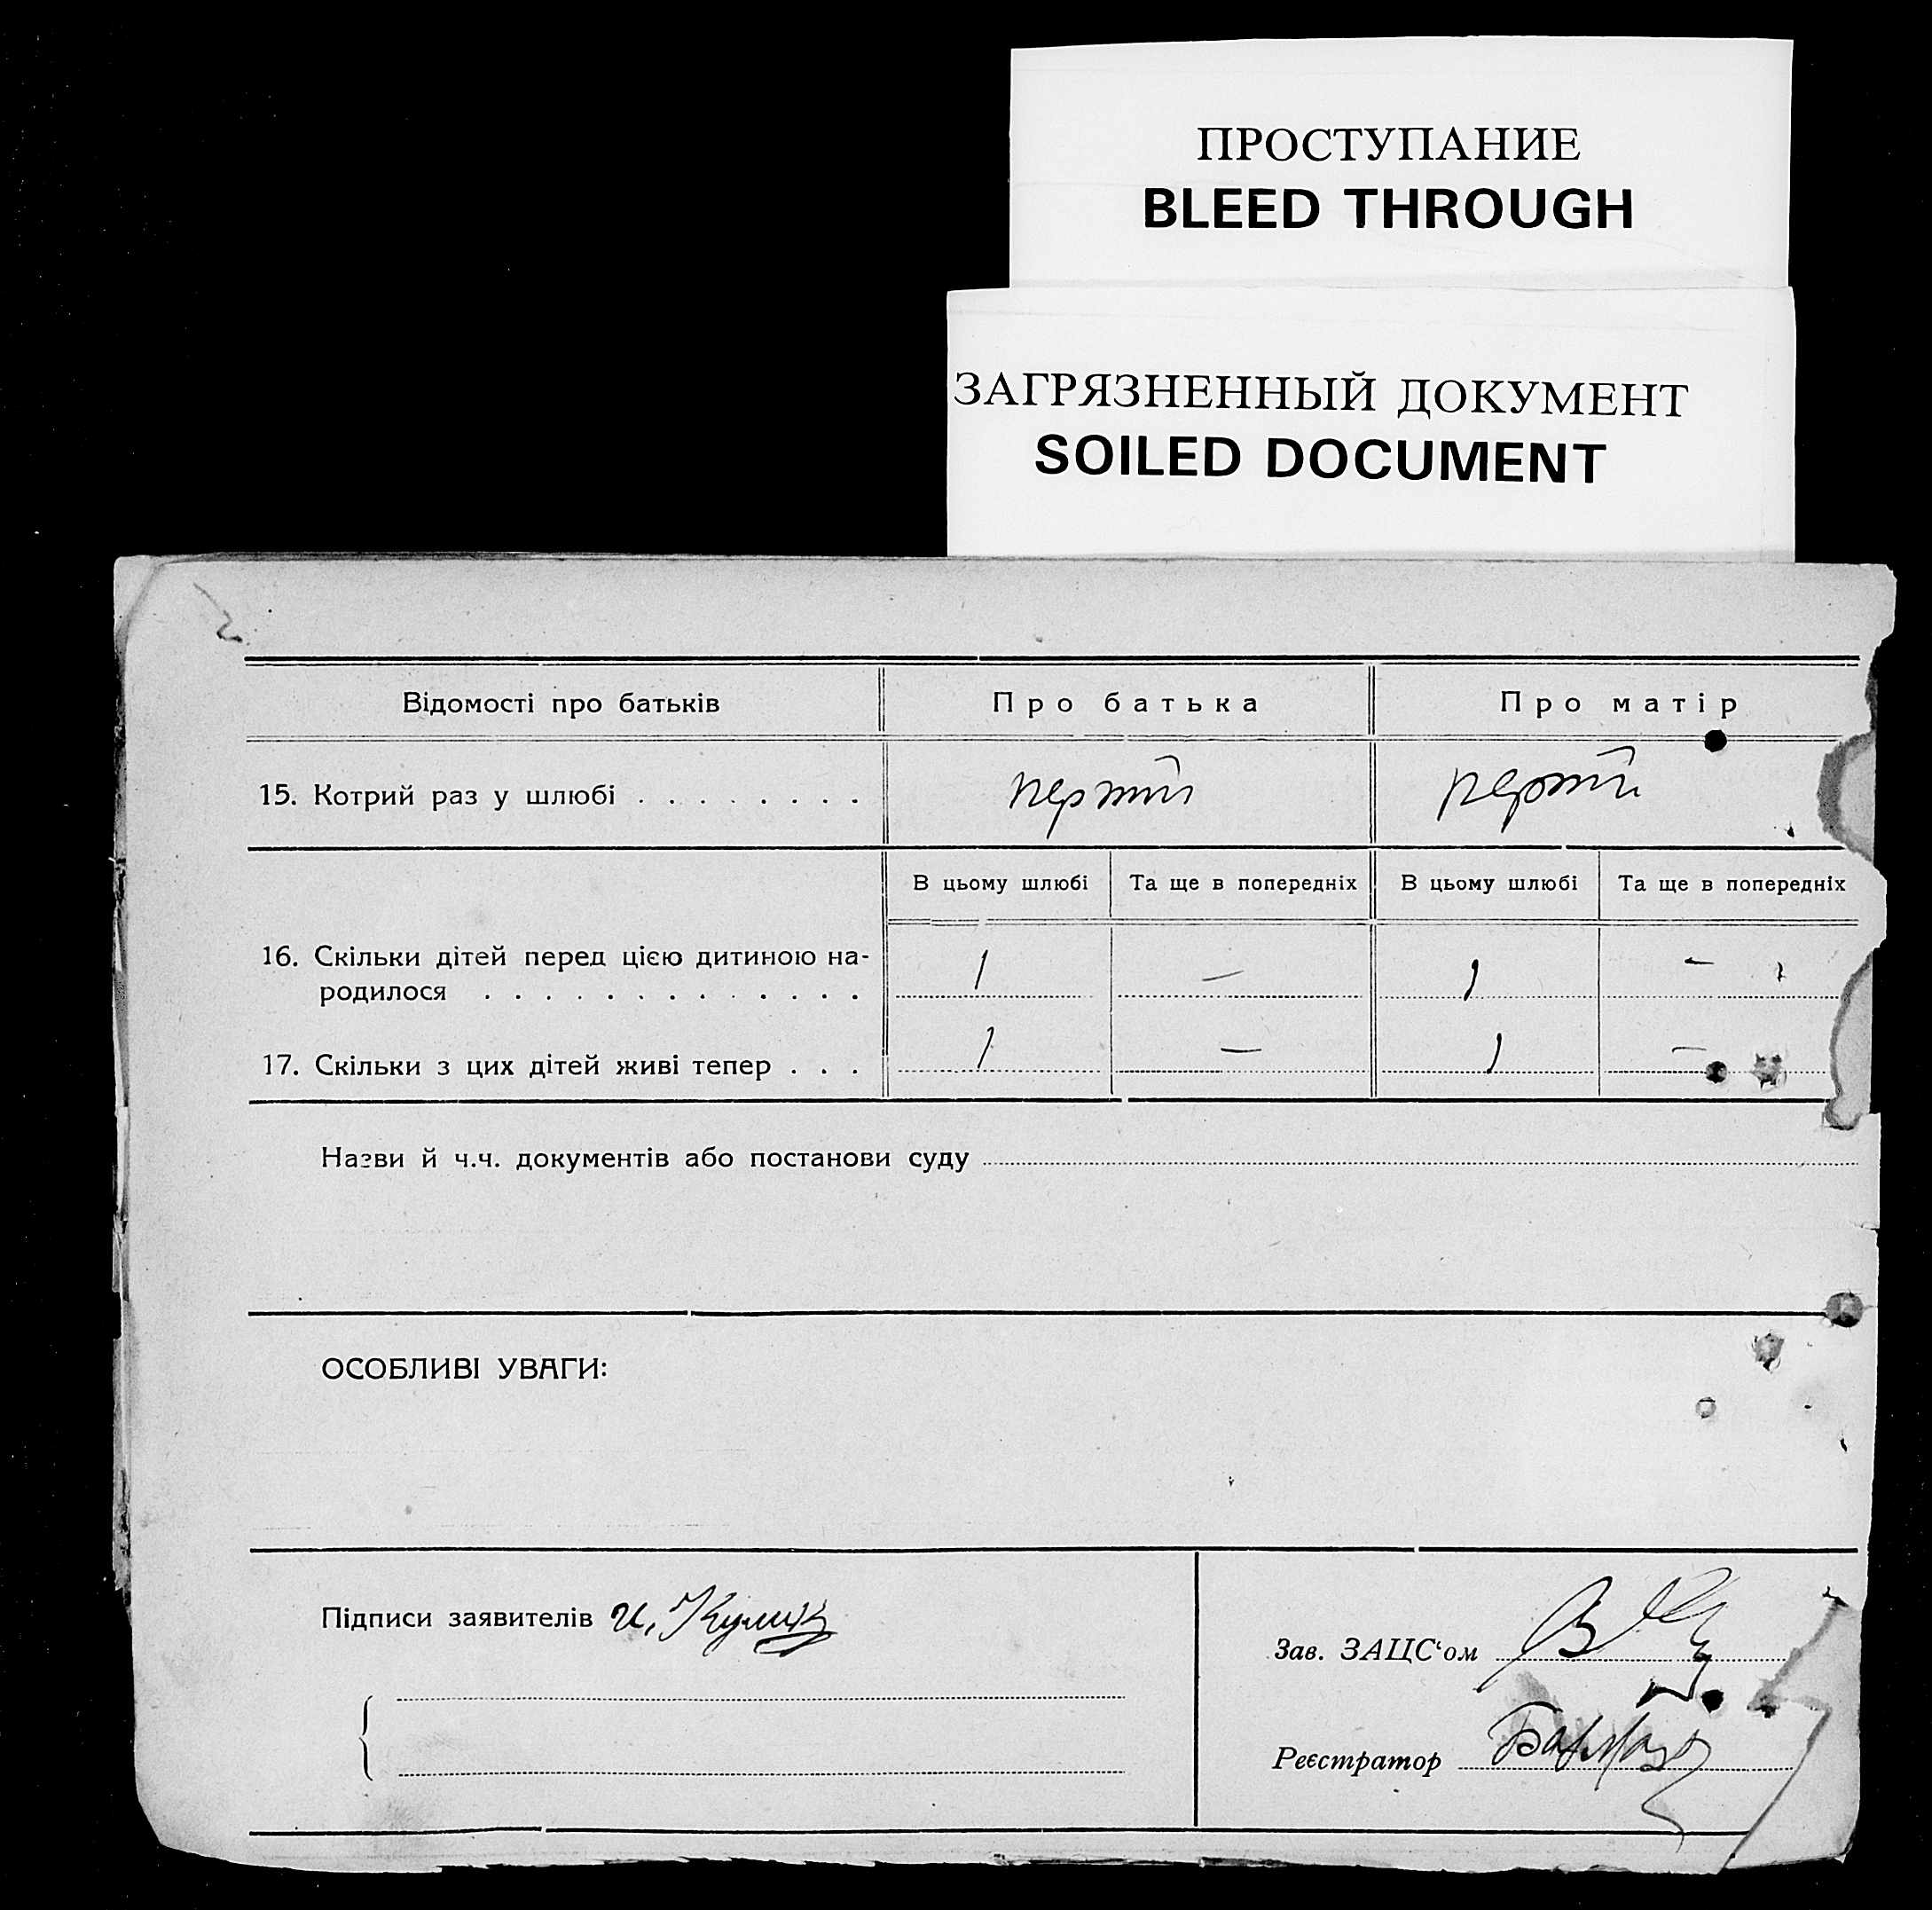 ПРОСТУПАНИЕ
BLEED THROUGH
ЗАГРЯЗНЕННЫЙ ДОКУМЕНТ
SOILED DOCUMENT
Відомості про батьків Про батька Про матір
15. Котрий раз у шлюбі . . . . . . . . перший перший
В цьому шлюбі Та ще в попередніх В цьому шлюбі Та ще в попередніх
16. Скільки дітей перед цією дитиною на-
родилося . . . . . . . . . . . . . 1 — 1 —
17. Скільки з цих дітей живі тепер . . . 1 — 1 —
Назви й ч.ч. документів або постанови суду
ОСОБЛИВІ УВАГИ:
Підписи заявителів И. Кулик
Зав. ЗАЦС‘ом
Реєстратор